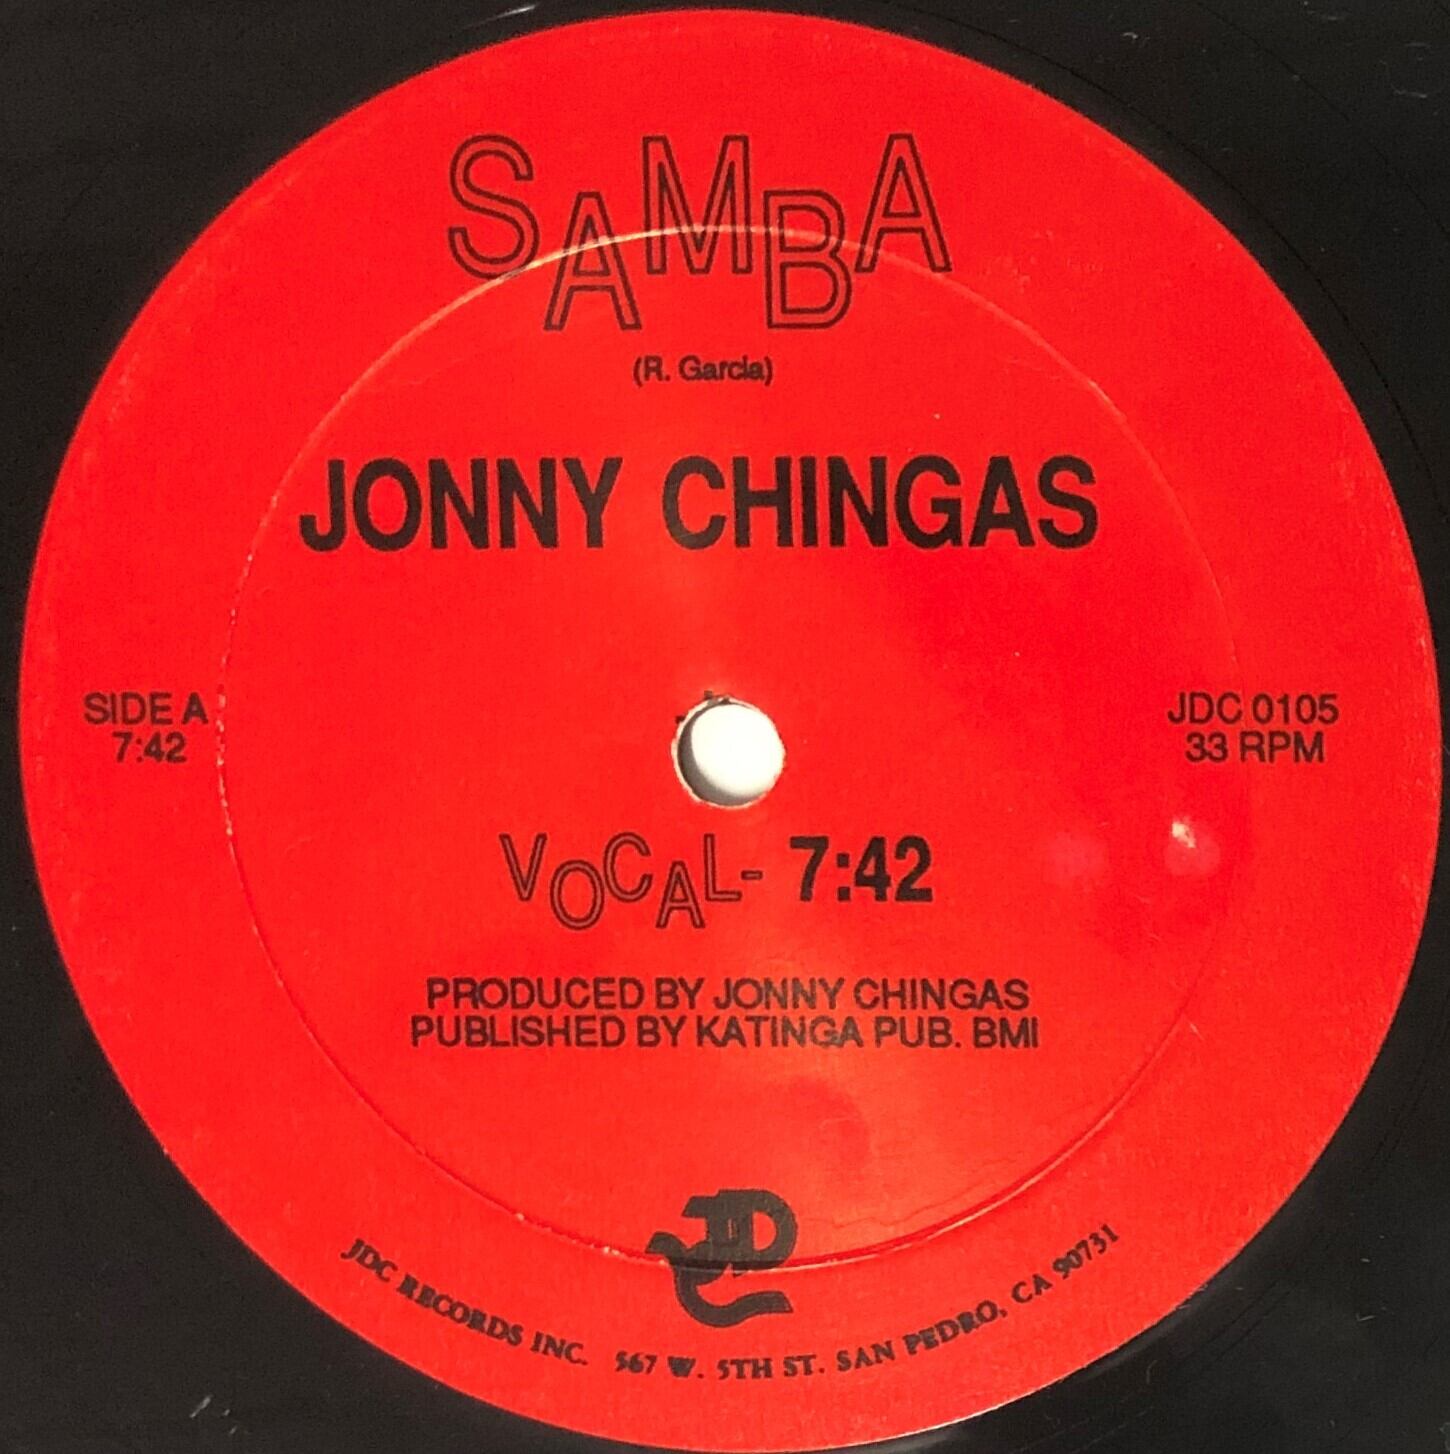 SAMBA
(R. Garcia)
JONNY CHINGAS
SIDE A
7:42
JDC 0105
33 RPM
VOCAL- 7:42
PRODUCED BY JONNY CHINGAS
PUBLISHED BY KATINGA PUB. BMI
JDC
JDC RECORDS INC. 567 W. 5TH ST. SAN PEDRO, CA 90731